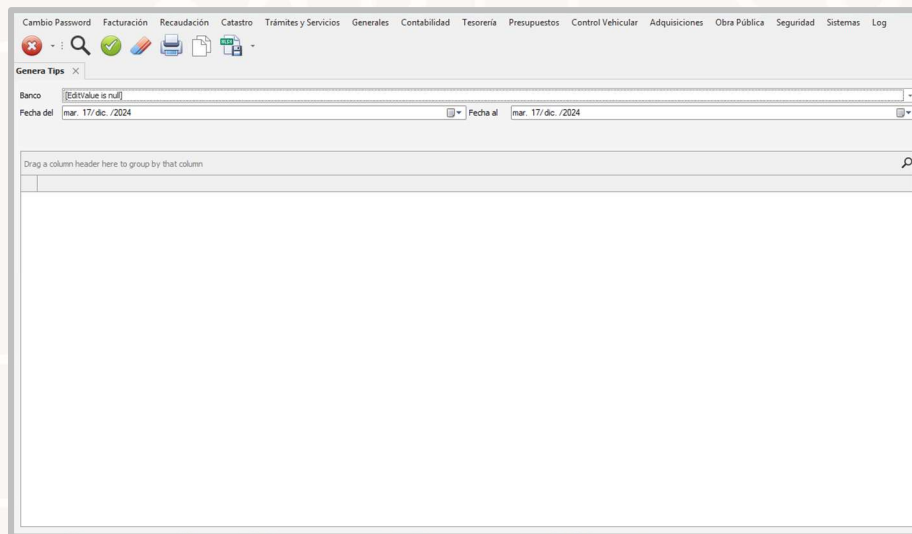 Cambio Password Facturación Recaudación Catastro Trámites y Servicios Generales Contabilidad Tesorería Presupuestos Control Vehicular Adquisiciones Obra Pública Seguridad Sistemas Log
Genera Tips
Banco [EditValue is null]
Fecha del mar. 17/ dic. /2024 Fecha al mar. 17/ dic. /2024
Drag a column header here to group by that column